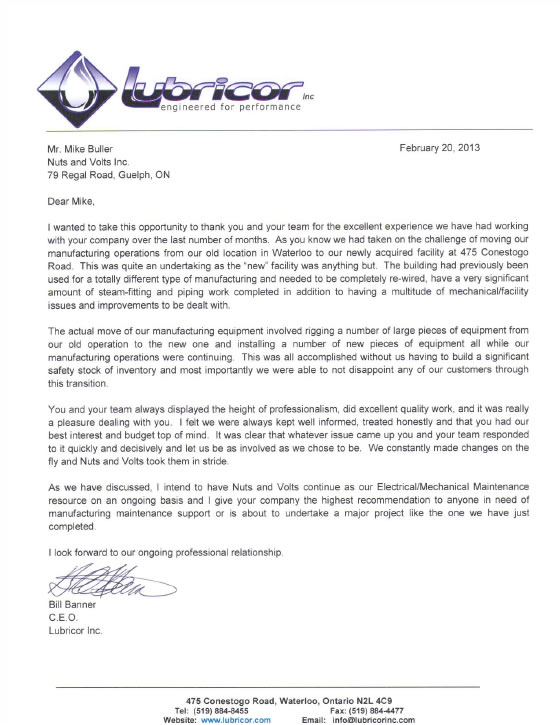 Lubricor inc
engineered for performance
Mr. Mike Buller
February 20, 2013
Nuts and Volts Inc.
79 Regal Road, Guelph, ON
Dear Mike,
I wanted to take this opportunity to thank you and your team for the excellent experience we have had working
with your company over the last number of months. As you know we had taken on the challenge of moving our
manufacturing operations from our old location in Waterloo to our newly acquired facility at 475 Conestogo
Road. This was quite an undertaking as the "new" facility was anything but. The building had previously been
used for a totally different type of manufacturing and needed to be completely re-wired, have a very significant
amount of steam-fitting and piping work completed in addition to having a multitude of mechanical/facility
issues and improvements to be dealt with.
The actual move of our manufacturing equipment involved rigging a number of large pieces of equipment from
our old operation to the new one and installing a number of new pieces of equipment all while our
manufacturing operations were continuing. This was all accomplished without us having to build a significant
safety stock of inventory and most importantly we were able to not disappoint any of our customers through
this transition.
You and your team always displayed the height of professionalism, did excellent quality work, and it was really
a pleasure dealing with you. I felt we were always kept well informed, treated honestly and that you had our
best interest and budget top of mind. It was clear that whatever issue came up you and your team responded
to it quickly and decisively and let us be as involved as we chose to be. We constantly made changes on the
fly and Nuts and Volts took them in stride.
As we have discussed, I intend to have Nuts and Volts continue as our Electrical/Mechanical Maintenance
resource on an ongoing basis and I give your company the highest recommendation to anyone in need of
manufacturing maintenance support or is about to undertake a major project like the one we have just
completed.
I look forward to our ongoing professional relationship.
Bill Banner
C.E.O.
Lubricor Inc.
475 Conestogo Road, Waterloo, Ontario N2L 4C9
Tel: (519) 884-8455 Fax: (519) 884-4477
Website: www.lubricor.com Email: info@lubricorinc.com